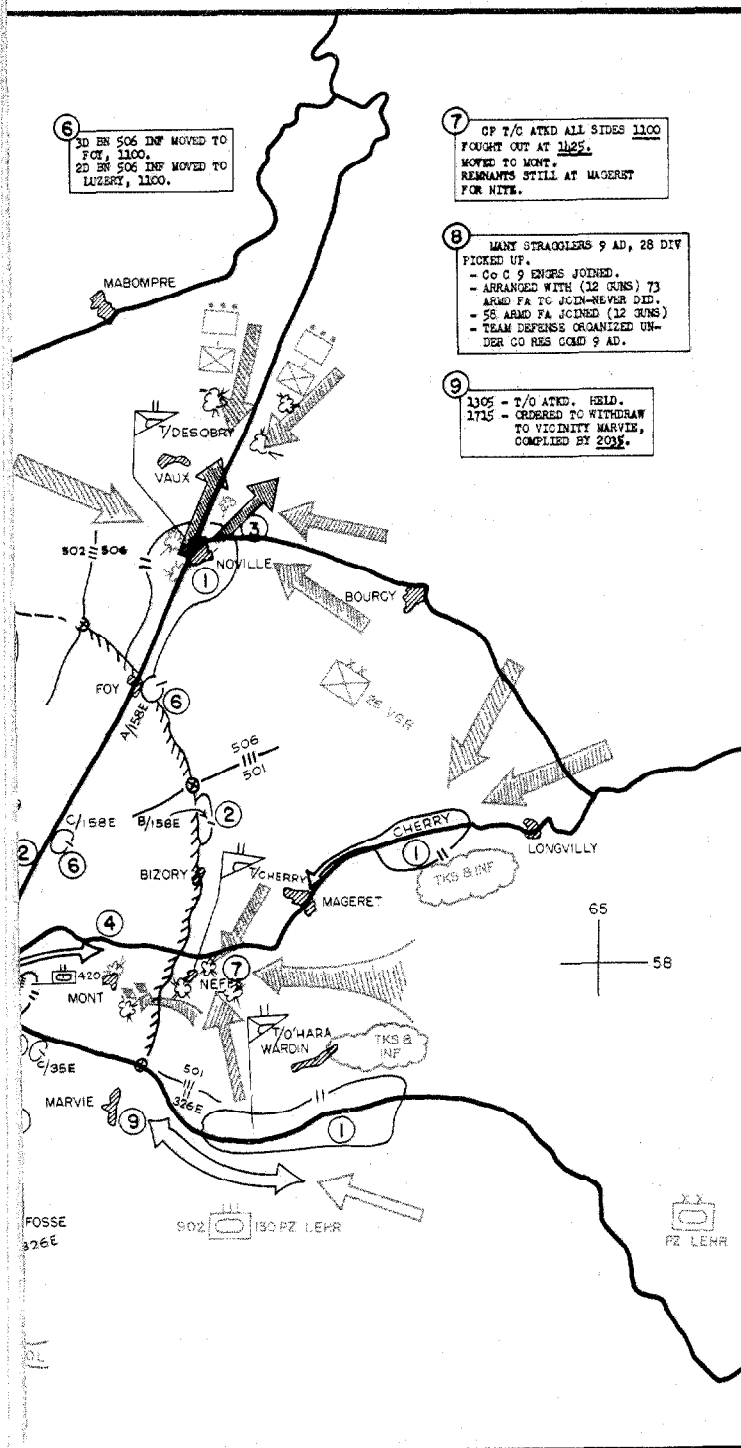 6
3D BN 506 INF MOVED TO
FOY, 1100.
2D BN 506 INF MOVED TO
LUZERY, 1100.
7
CP T/C ATKD ALL SIDES 1100
FOUGHT OUT AT 1425.
MOVED TO MONT.
REMNANTS STILL AT MAGERET
FOR NITE.
8
MANY STRAGGLERS 9 AD, 28 DIV
PICKED UP.
- CO C 9 ENGRS JOINED.
- ARRANGED WITH (12 GUNS) 73
ARMD FA TO JOIN-NEVER DID.
- 58 ARMD FA JOINED (12 GUNS)
- TEAM DEFENSE ORGANIZED UN-
DER CO RES COMD 9 AD.
9
1305 - T/O ATKD. HELD.
1715 - ORDERED TO WITHDRAW
TO VICINITY MARVIE,
COMPLIED BY 2035.
MABOMPRE
T/DESOBRY
VAUX
502 506
3
NOVILLE
1
BOURCY
FOY
6
A/158E
26 VGR
506
501
C/158E
B/158E
2
2
6
CHERRY
1
LONGVILLY
BIZORY
T/CHERRY
MAGERET
TKS & INF
65
58
4
420
MONT
NEFFE
7
T/O'HARA
WARDIN
TKS &
INF
C/35E
501
326E
MARVIE
9
1
FOSSE
326E
902 130 PZ LEHR
PZ LEHR